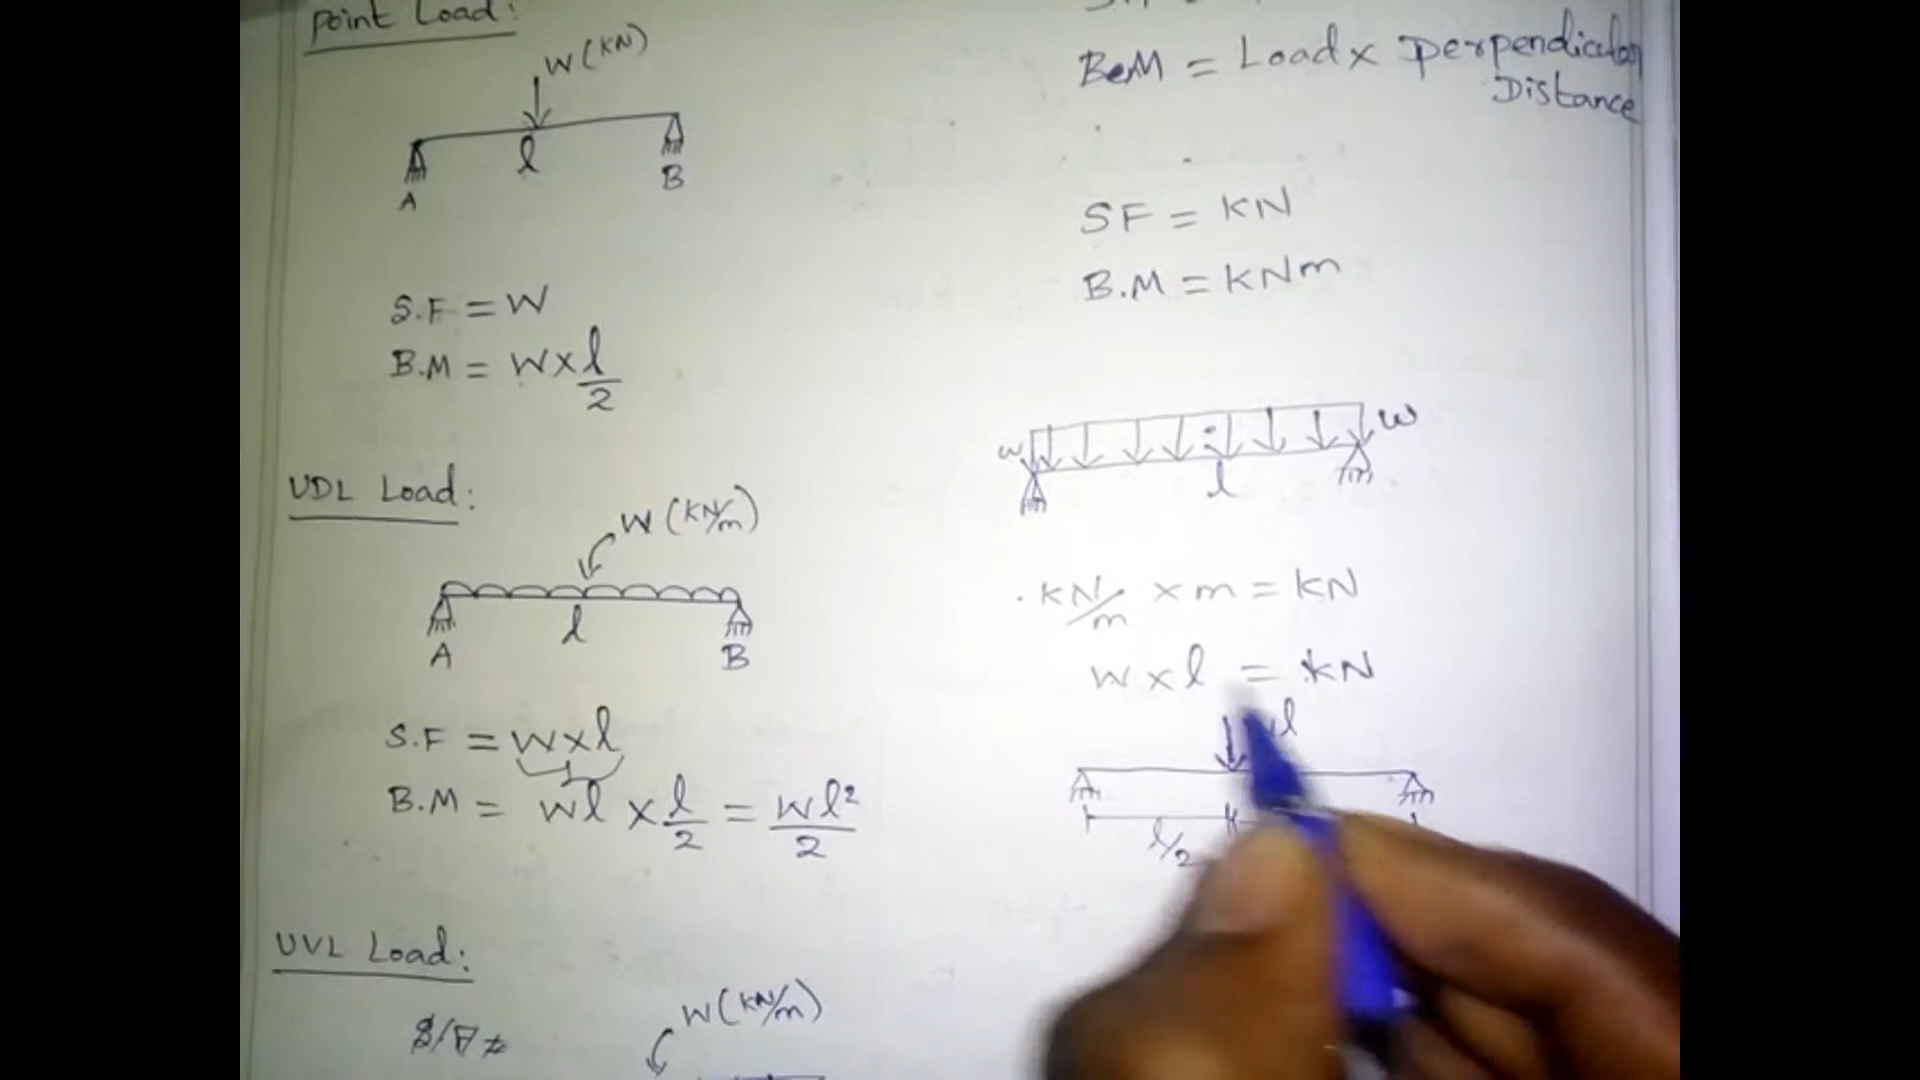 Point Load:
W (KN)
l
A
B
S.F = W
B.M = W x l/2
UDL Load:
W (KN/m)
l
A
B
S.F = W x l
B.M = Wl x l/2 = Wl²/2
UVL Load:
W (KN/m)
BeM = Load x perpendicular
Distance
SF = KN
B.M = KNm
w
w
l
KN/m x m = KN
W x l = KN
l
l/2